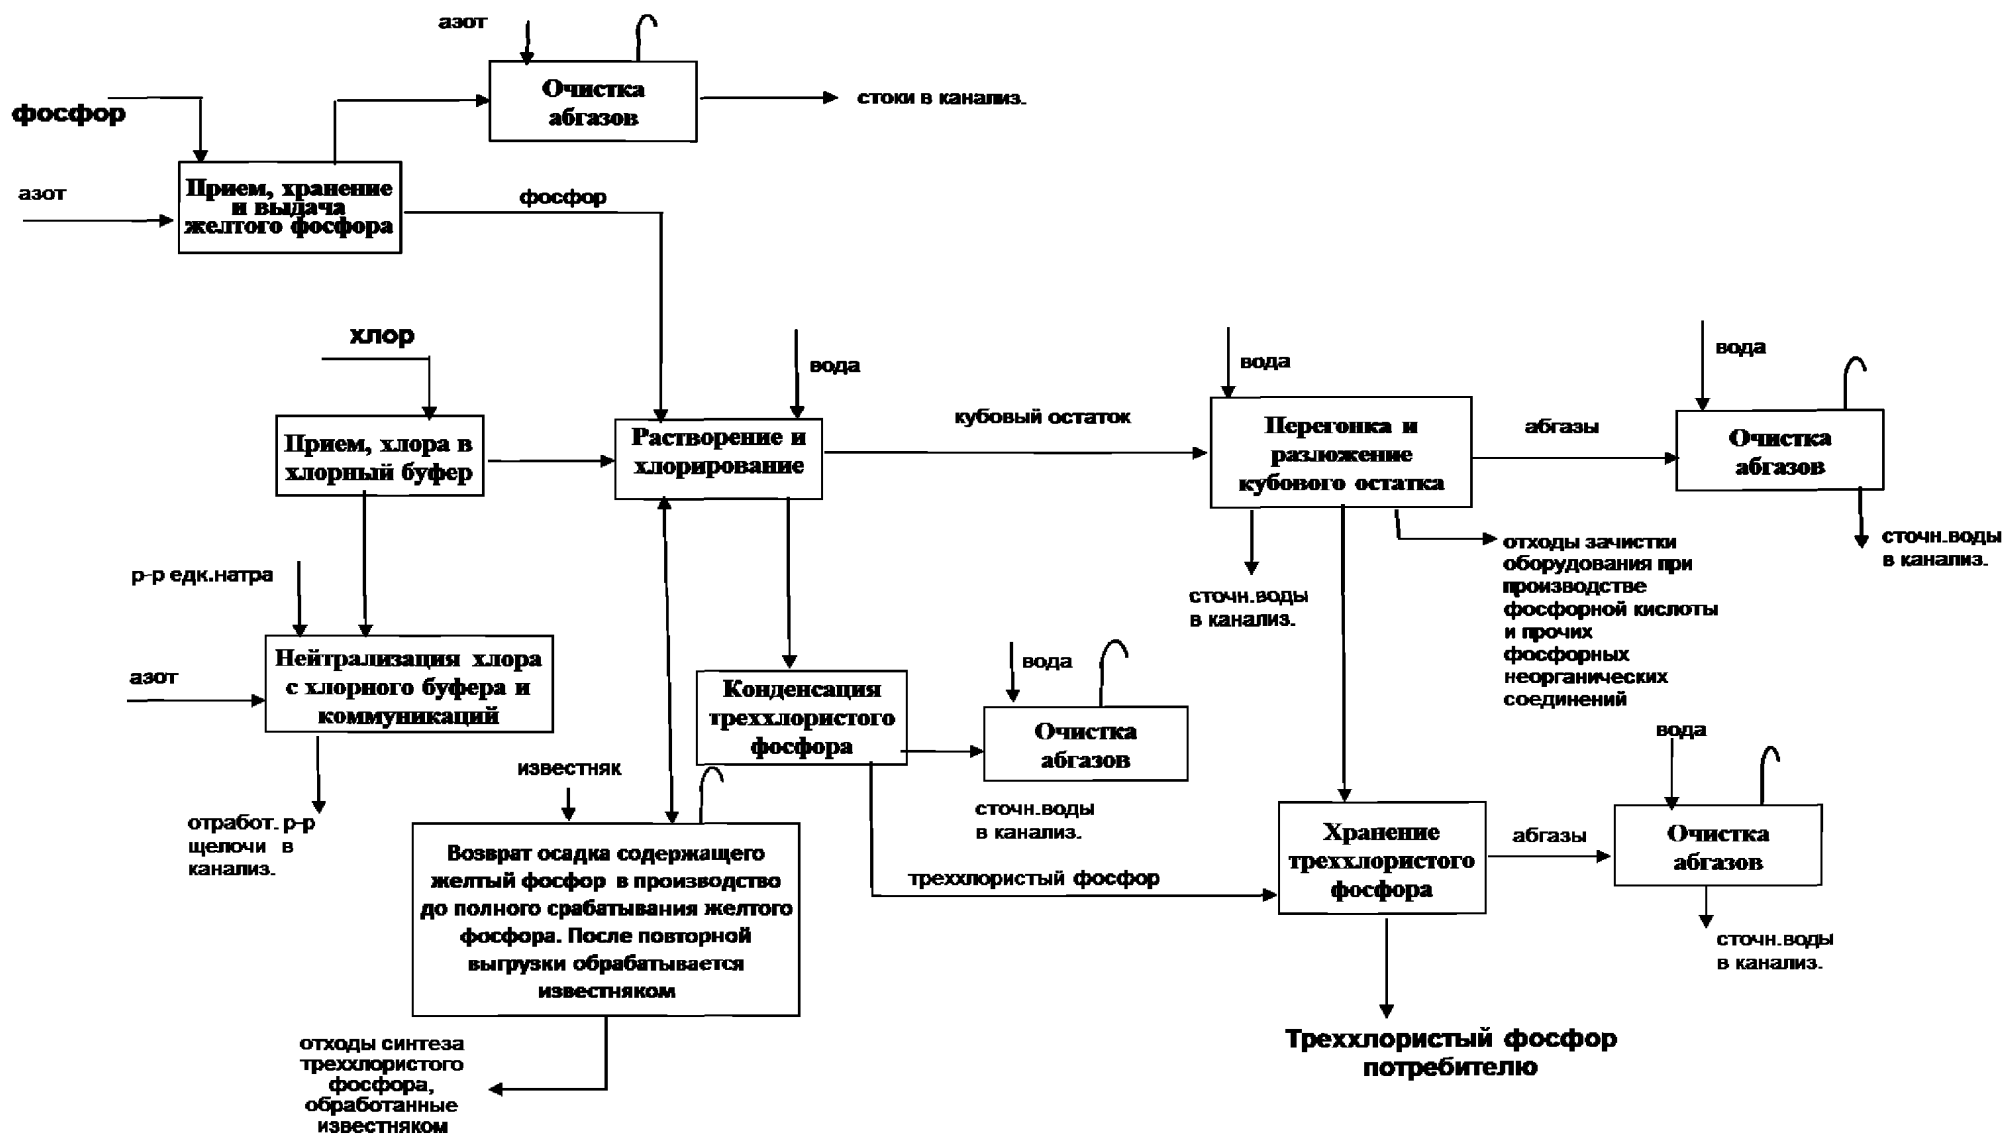 азот
Очистка
абгазов
стоки в канализ.
фосфор
азот
Прием, хранение
и выдача
желтого фосфора
фосфор
хлор
вода
Прием, хлора в
хлорный буфер
Растворение и
хлорирование
кубовый остаток
вода
Перегонка и
разложение
кубового остатка
абгазы
вода
Очистка
абгазов
сточн.воды
в канализ.
сточн.воды
в канализ.
отходы зачистки
оборудования при
производстве
фосфорной кислоты
и прочих
фосфорных
неорганических
соединений
р-р едк.натра
азот
Нейтрализация хлора
с хлорного буфера и
коммуникаций
отработ. р-р
щелочи в
канализ.
Конденсация
треххлористого
фосфора
вода
Очистка
абгазов
сточн.воды
в канализ.
треххлористый фосфор
известняк
Возврат осадка содержащего
желтый фосфор в производство
до полного срабатывания желтого
фосфора. После повторной
выгрузки обрабатывается
известняком
отходы синтеза
треххлористого
фосфора,
обработанные
известняком
Хранение
треххлористого
фосфора
абгазы
вода
Очистка
абгазов
сточн.воды
в канализ.
Треххлористый фосфор
потребителю